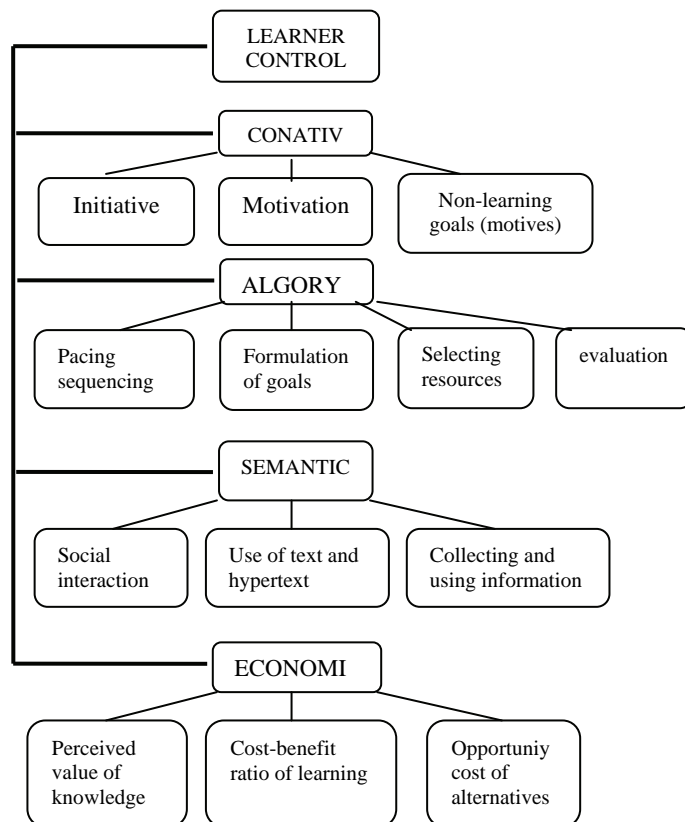 LEARNER
CONTROL
CONATIV
Initiative
Motivation
Non-learning
goals (motives)
ALGORY
Pacing
sequencing
Formulation
of goals
Selecting
resources
evaluation
SEMANTIC
Social
interaction
Use of text and
hypertext
Collecting and
using information
ECONOMI
Perceived
value of
knowledge
Cost-benefit
ratio of learning
Opportuniy
cost of
alternatives